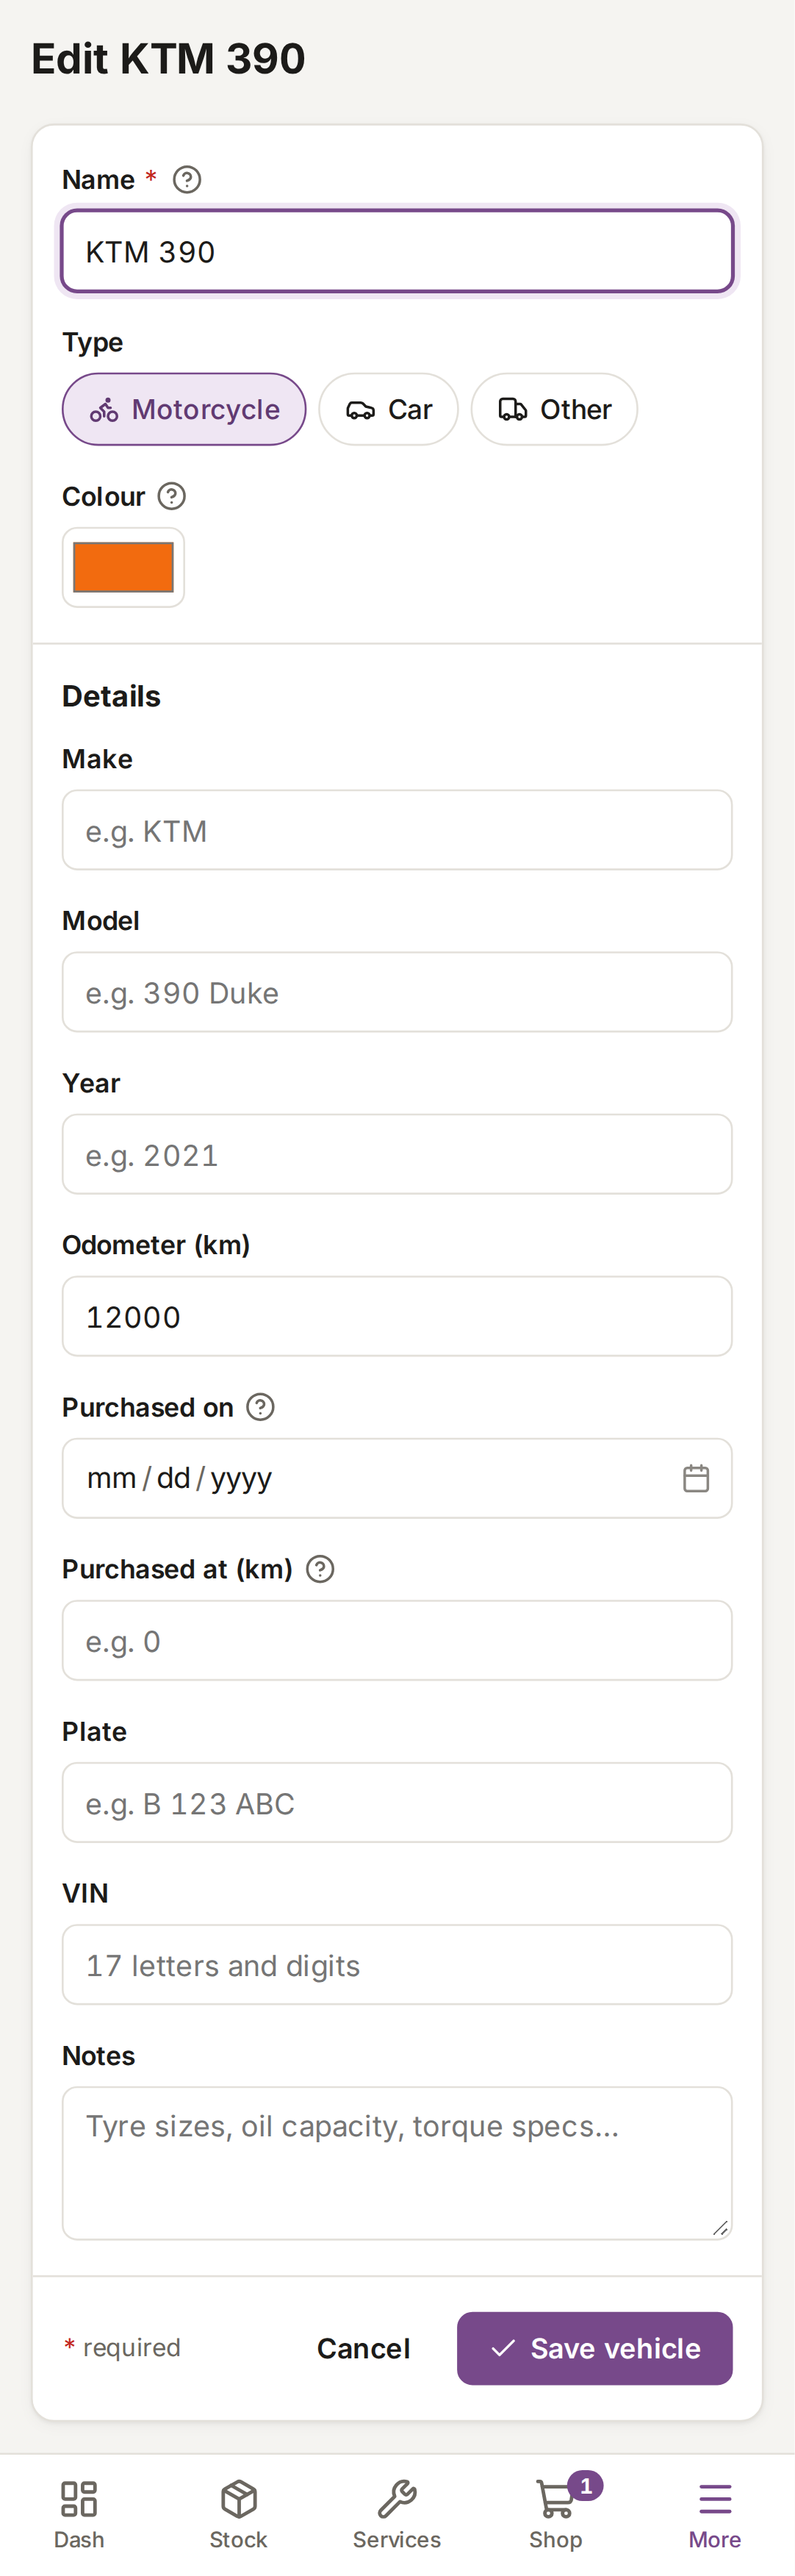 Edit KTM 390
Name *
KTM 390
Type
Motorcycle Car Other
Colour
Details
Make
e.g. KTM
Model
e.g. 390 Duke
Year
e.g. 2021
Odometer (km)
12000
Purchased on
mm/dd/yyyy
Purchased at (km)
e.g. 0
Plate
e.g. B 123 ABC
VIN
17 letters and digits
Notes
Tyre sizes, oil capacity, torque specs...
* required Cancel Save vehicle
1
Dash Stock Services Shop More